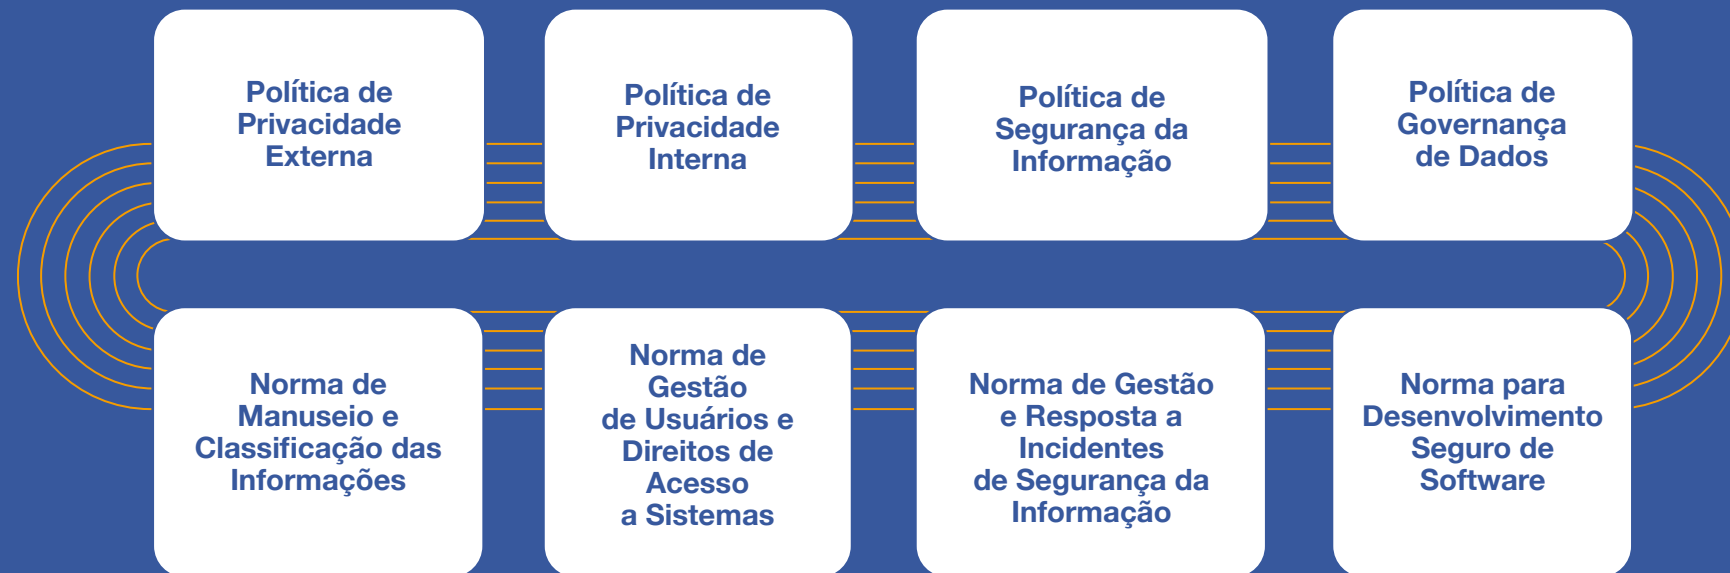 Política de
Privacidade
Externa
Política de
Privacidade
Interna
Política de
Segurança da
Informação
Política de
Governança
de Dados
Norma de
Manuseio e
Classificação das
Informações
Norma de
Gestão
de Usuários e
Direitos de
Acesso
a Sistemas
Norma de Gestão
e Resposta a
Incidentes
de Segurança da
Informação
Norma para
Desenvolvimento
Seguro de
Software